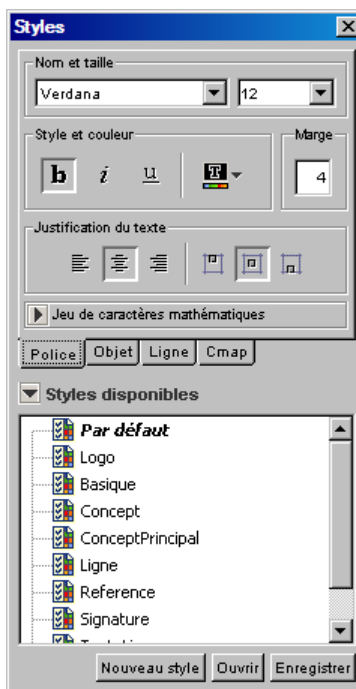 Styles
Nom et taille
Verdana 12
Style et couleur Marge
b i u T 4
Justification du texte
Jeu de caractères mathématiques
Police Objet Ligne Cmap
Styles disponibles
Par défaut
Logo
Basique
Concept
ConceptPrincipal
Ligne
Reference
Signature
Nouveau style Ouvrir Enregistrer